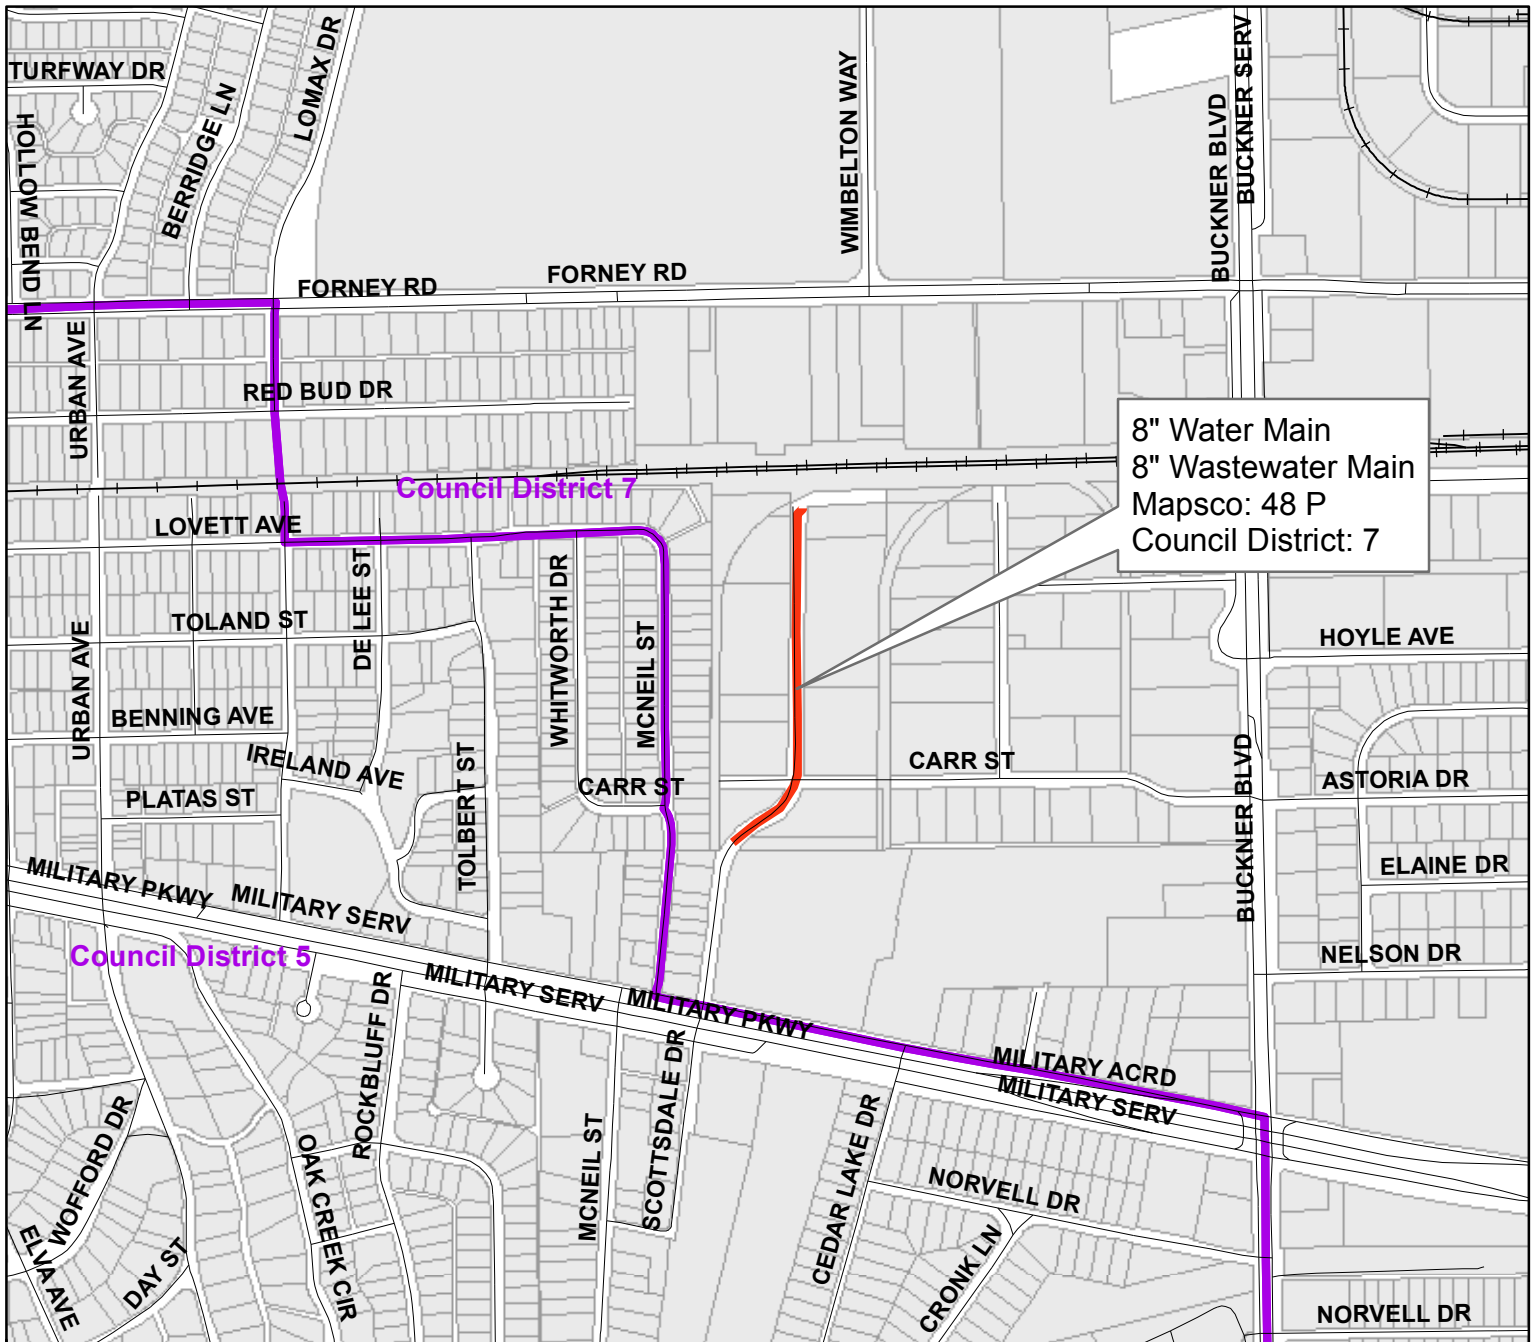 TURFWAY DR
HOLLOW BEND LN
BERRIDGE LN
LOMAX DR
WIMBELTON WAY
BUCKNER BLVD
BUCKNER SERV
FORNEY RD
FORNEY RD
URBAN AVE
RED BUD DR
8" Water Main
8" Wastewater Main
Mapsco: 48 P
Council District: 7
Council District 7
LOVETT AVE
DE LEE ST
WHITWORTH DR
MCNEIL ST
TOLAND ST
HOYLE AVE
URBAN AVE
BENNING AVE
IRELAND AVE
PLATAS ST
TOLBERT ST
CARR ST
CARR ST
BUCKNER BLVD
ASTORIA DR
ELAINE DR
NELSON DR
MILITARY PKWY
MILITARY SERV
Council District 5
MILITARY SERV
MILITARY PKWY
MILITARY ACRD
MILITARY SERV
ROCKBLUFF DR
SCOTTSDALE DR
MCNEIL ST
CEDAR LAKE DR
NORVELL DR
CRONK LN
WOFFORD DR
OAK CREEK CIR
ELVA AVE
DAY ST
NORVELL DR